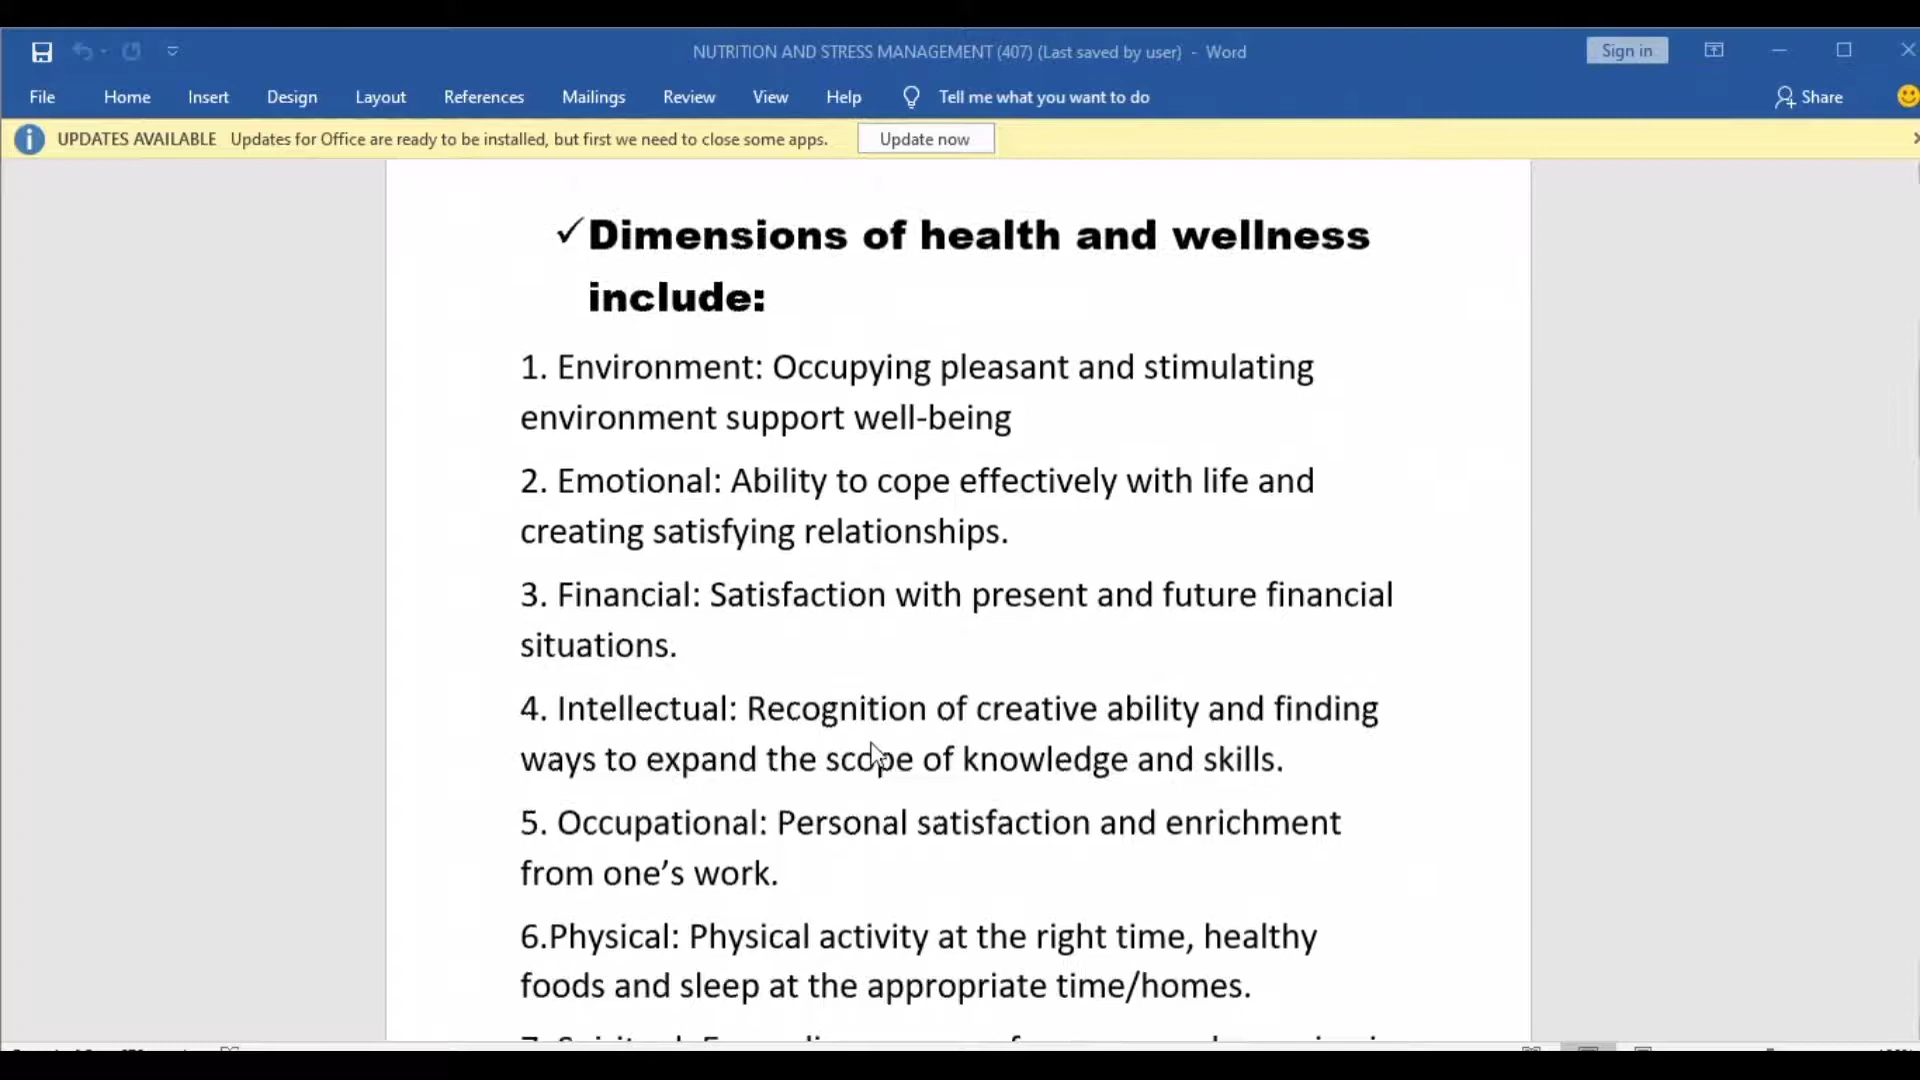 NUTRITION AND STRESS MANAGEMENT (407) (Last saved by user) - Word
Sign in
File Home Insert Design Layout References Mailings Review View Help Tell me what you want to do Share
UPDATES AVAILABLE Updates for Office are ready to be installed, but first we need to close some apps. Update now
✓Dimensions of health and wellness
include:
1. Environment: Occupying pleasant and stimulating
environment support well-being
2. Emotional: Ability to cope effectively with life and
creating satisfying relationships.
3. Financial: Satisfaction with present and future financial
situations.
4. Intellectual: Recognition of creative ability and finding
ways to expand the scope of knowledge and skills.
5. Occupational: Personal satisfaction and enrichment
from one’s work.
6.Physical: Physical activity at the right time, healthy
foods and sleep at the appropriate time/homes.